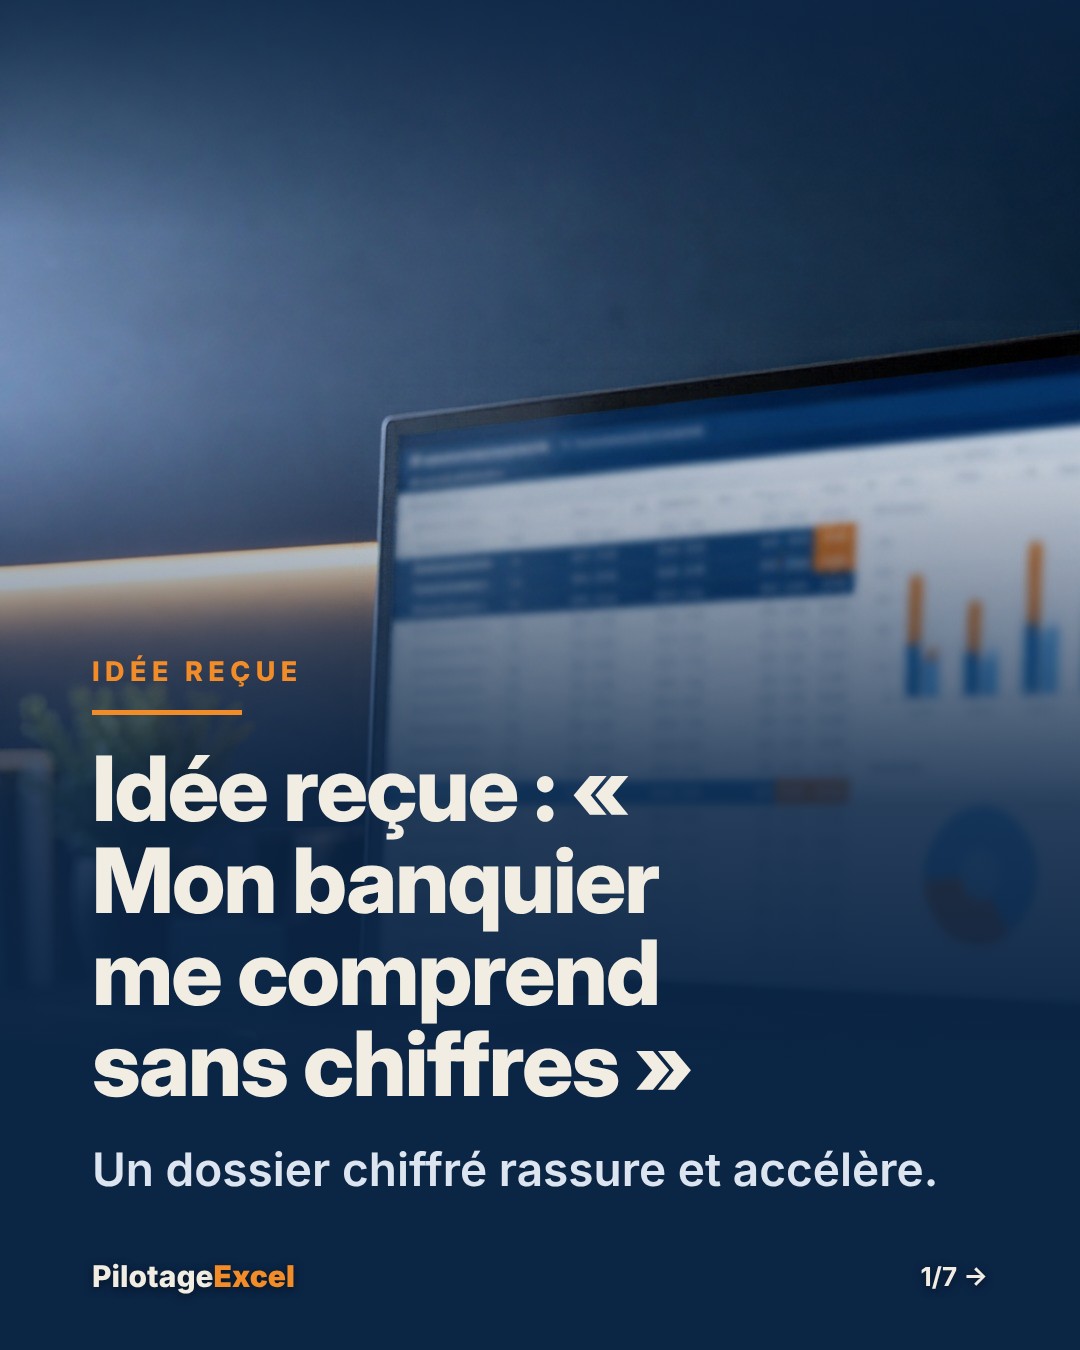 IDÉE REÇUE
Idée reçue : «
Mon banquier
me comprend
sans chiffres »
Un dossier chiffré rassure et accélère.
PilotageExcel
1/7 →